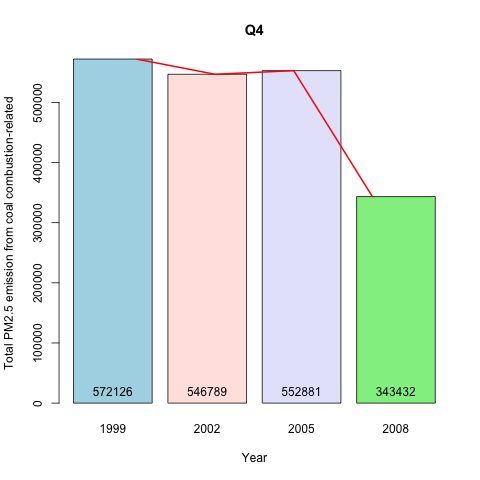 Q4
Total PM2.5 emission from coal combustion-related
500000
400000
300000
200000
100000
0
572126 546789 552881 343432
1999 2002 2005 2008
Year